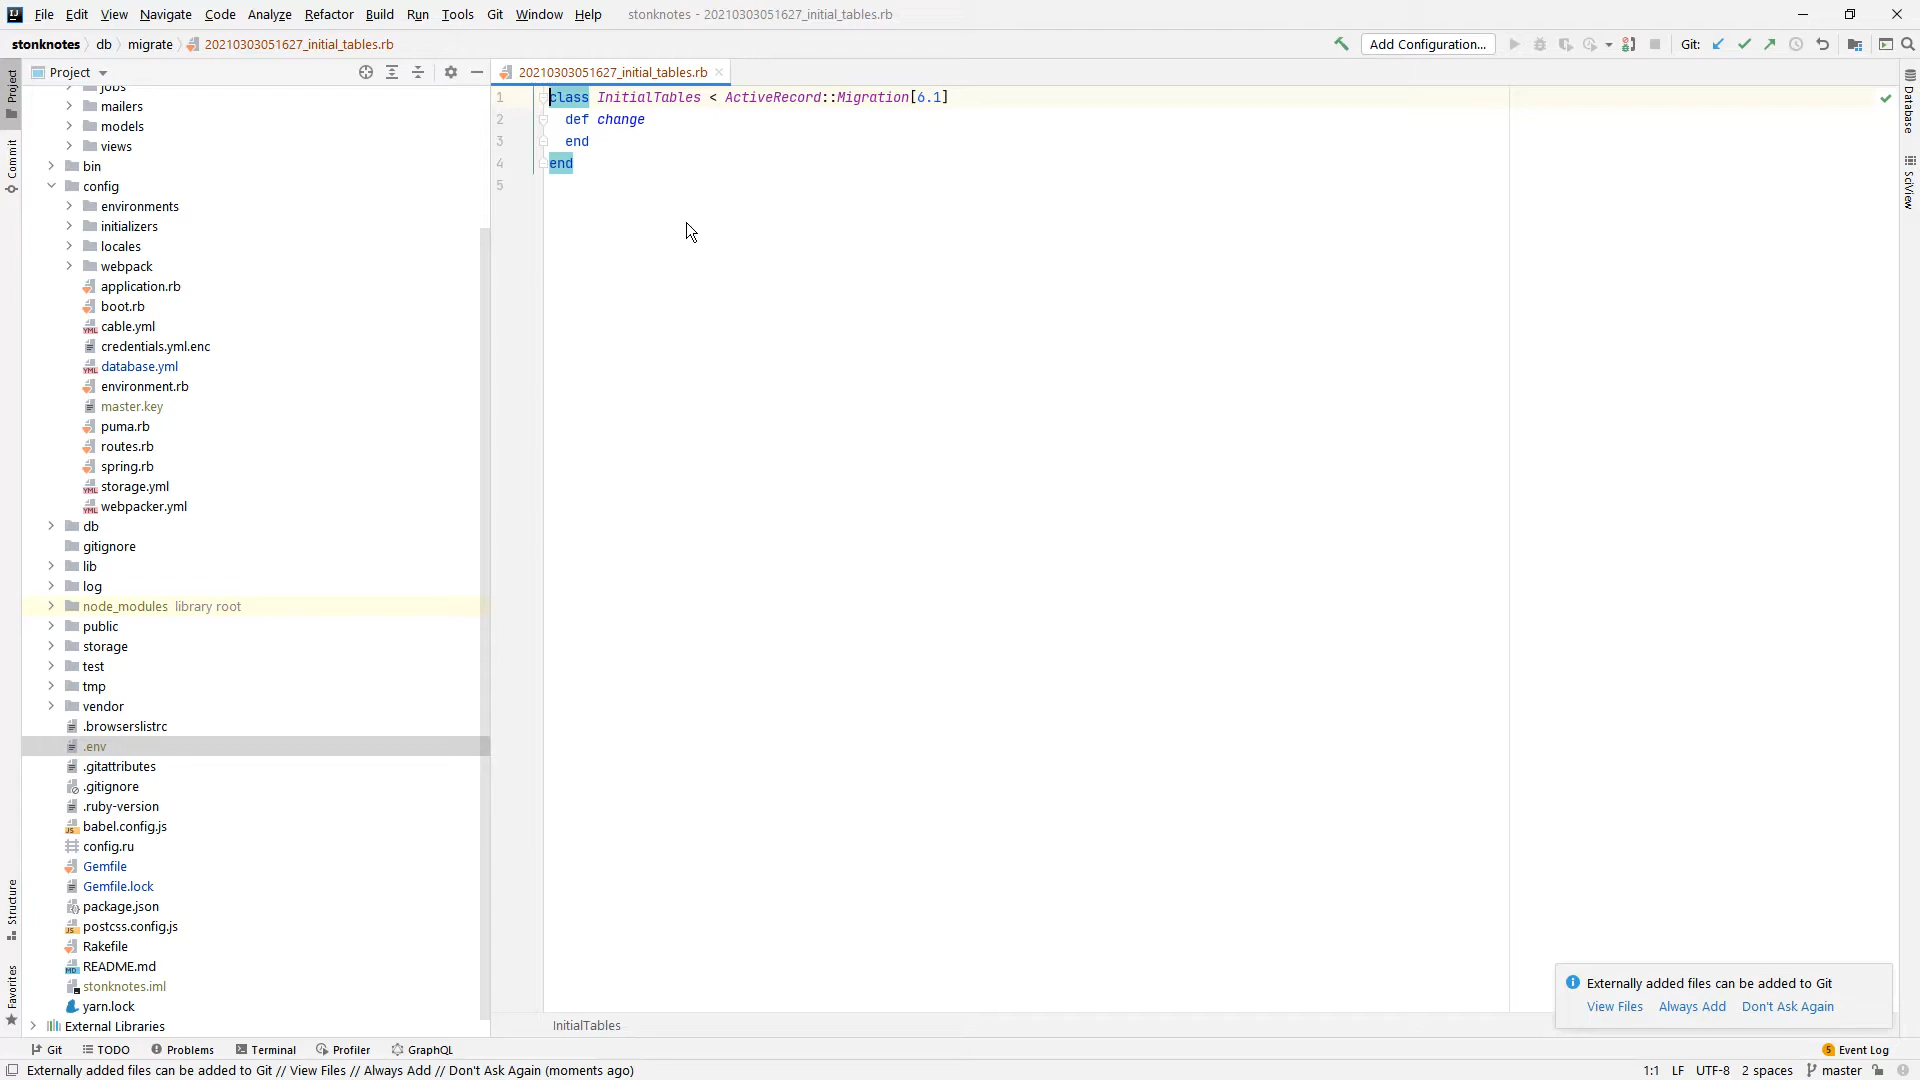 File Edit View Navigate Code Analyze Refactor Build Run Tools Git Window Help stonknotes - 20210303051627_initial_tables.rb
stonknotes db migrate 20210303051627_initial_tables.rb Add Configuration... Git:
Project
20210303051627_initial_tables.rb
jobs
mailers
models
views
bin
config
environments
initializers
locales
webpack
application.rb
boot.rb
cable.yml
credentials.yml.enc
database.yml
environment.rb
master.key
puma.rb
routes.rb
spring.rb
storage.yml
webpacker.yml
db
gitignore
lib
log
node_modules library root
public
storage
test
tmp
vendor
.browserslistrc
.env
.gitattributes
.gitignore
.ruby-version
babel.config.js
config.ru
Gemfile
Gemfile.lock
package.json
postcss.config.js
Rakefile
README.md
stonknotes.iml
yarn.lock
External Libraries
1 class InitialTables < ActiveRecord::Migration[6.1]
2 def change
3 end
4 end
5
InitialTables
Project
Commit
Structure
Favorites
Database
SciView
Externally added files can be added to Git
View Files Always Add Don't Ask Again
Git TODO Problems Terminal Profiler GraphQL 5 Event Log
Externally added files can be added to Git // View Files // Always Add // Don't Ask Again (moments ago) 1:1 LF UTF-8 2 spaces master